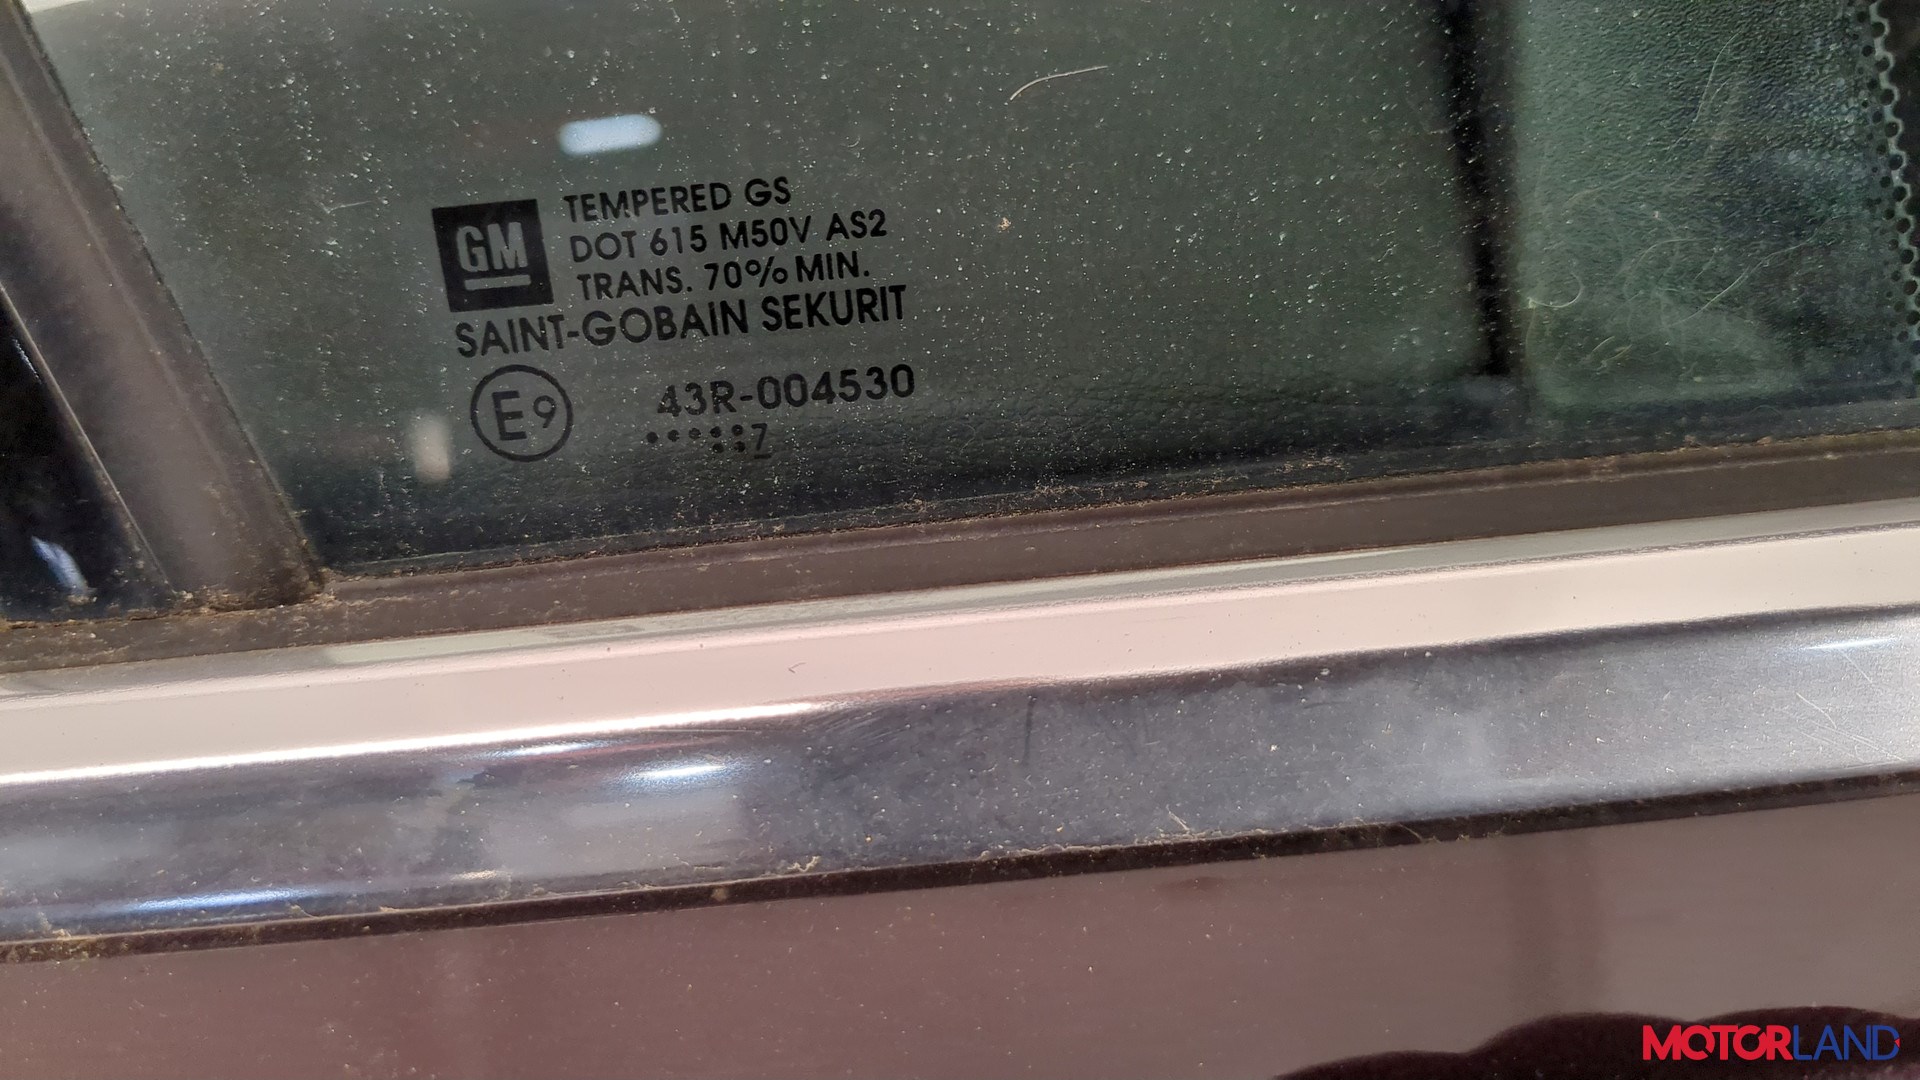 GM
TEMPERED GS
DOT 615 M50V AS2
TRANS. 70% MIN.
SAINT-GOBAIN SEKURIT
E9 43R-004530
7
MOTORLAND